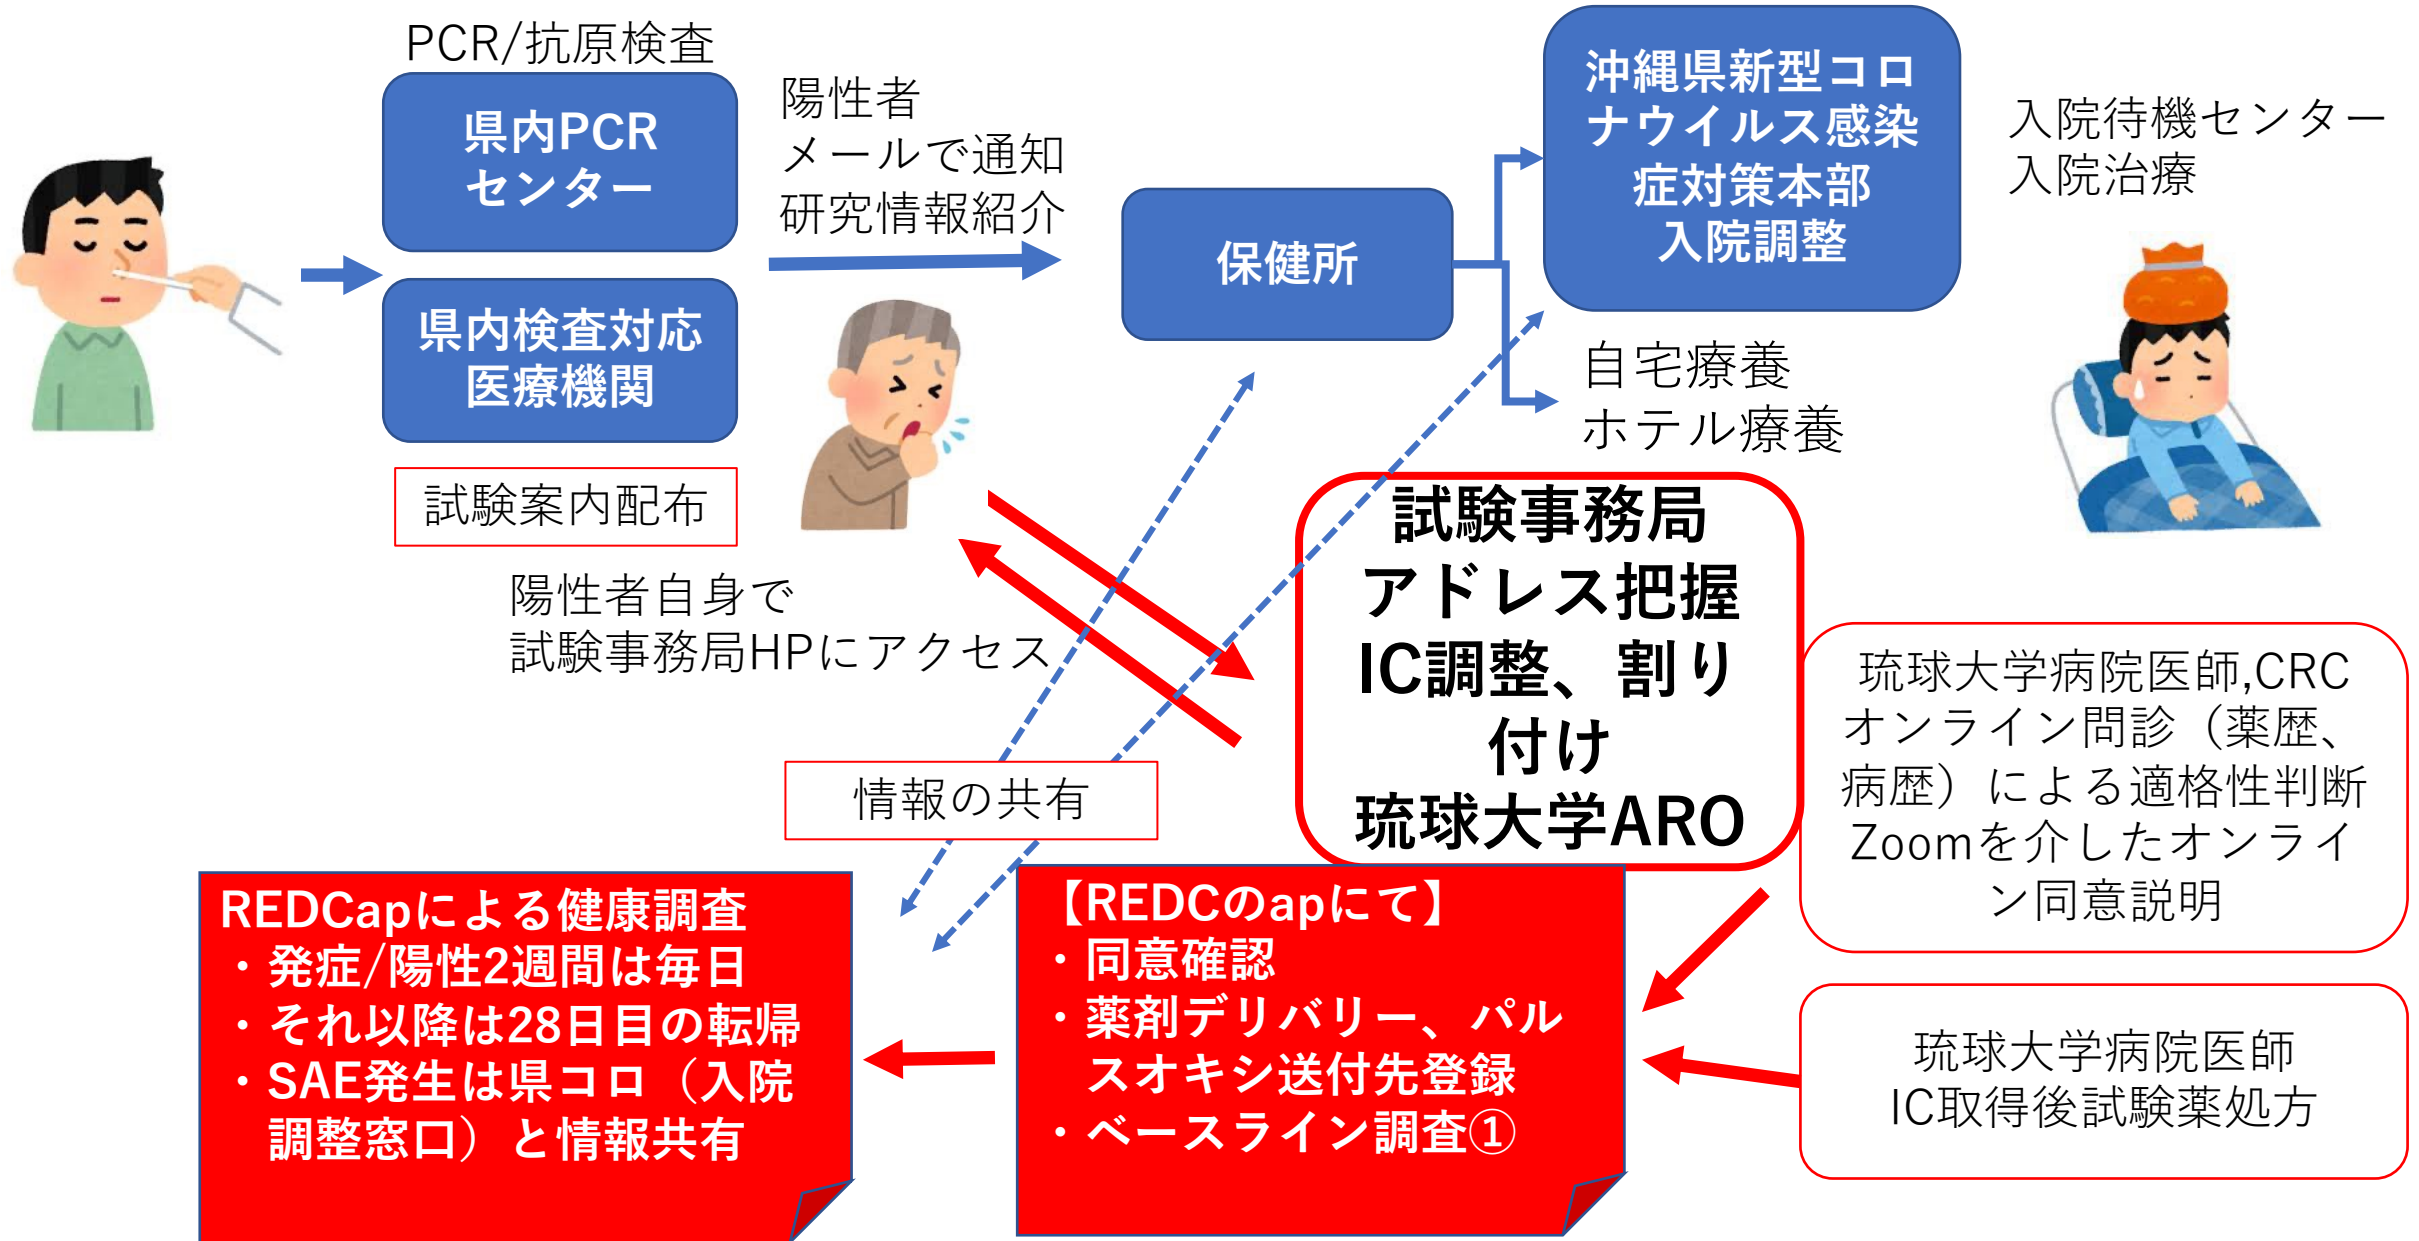 PCR/抗原検査
県内PCR
センター
県内検査対応
医療機関
試験案内配布
陽性者
メールで通知
研究情報紹介
保健所
沖縄県新型コロ
ナウイルス感染
症対策本部
入院調整
入院待機センター
入院治療
自宅療養
ホテル療養
陽性者自身で
試験事務局HPにアクセス
試験事務局
アドレス把握
IC調整、割り
付け
琉球大学ARO
琉球大学病院医師,CRC
オンライン問診（薬歴、
病歴）による適格性判断
Zoomを介したオンライ
ン同意説明
情報の共有
REDCapによる健康調査
・発症/陽性2週間は毎日
・それ以降は28日目の転帰
・SAE発生は県コロ（入院
調整窓口）と情報共有
【REDCのapにて】
・同意確認
・薬剤デリバリー、パル
スオキシ送付先登録
・ベースライン調査①
琉球大学病院医師
IC取得後試験薬処方